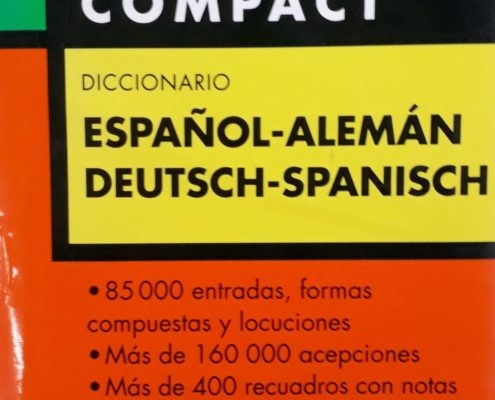 COMPACT
DICCIONARIO
ESPAÑOL-ALEMÁN
DEUTSCH-SPANISCH
• 85 000 entradas, formas
compuestas y locuciones
• Más de 160 000 acepciones
• Más de 400 recuadros con notas